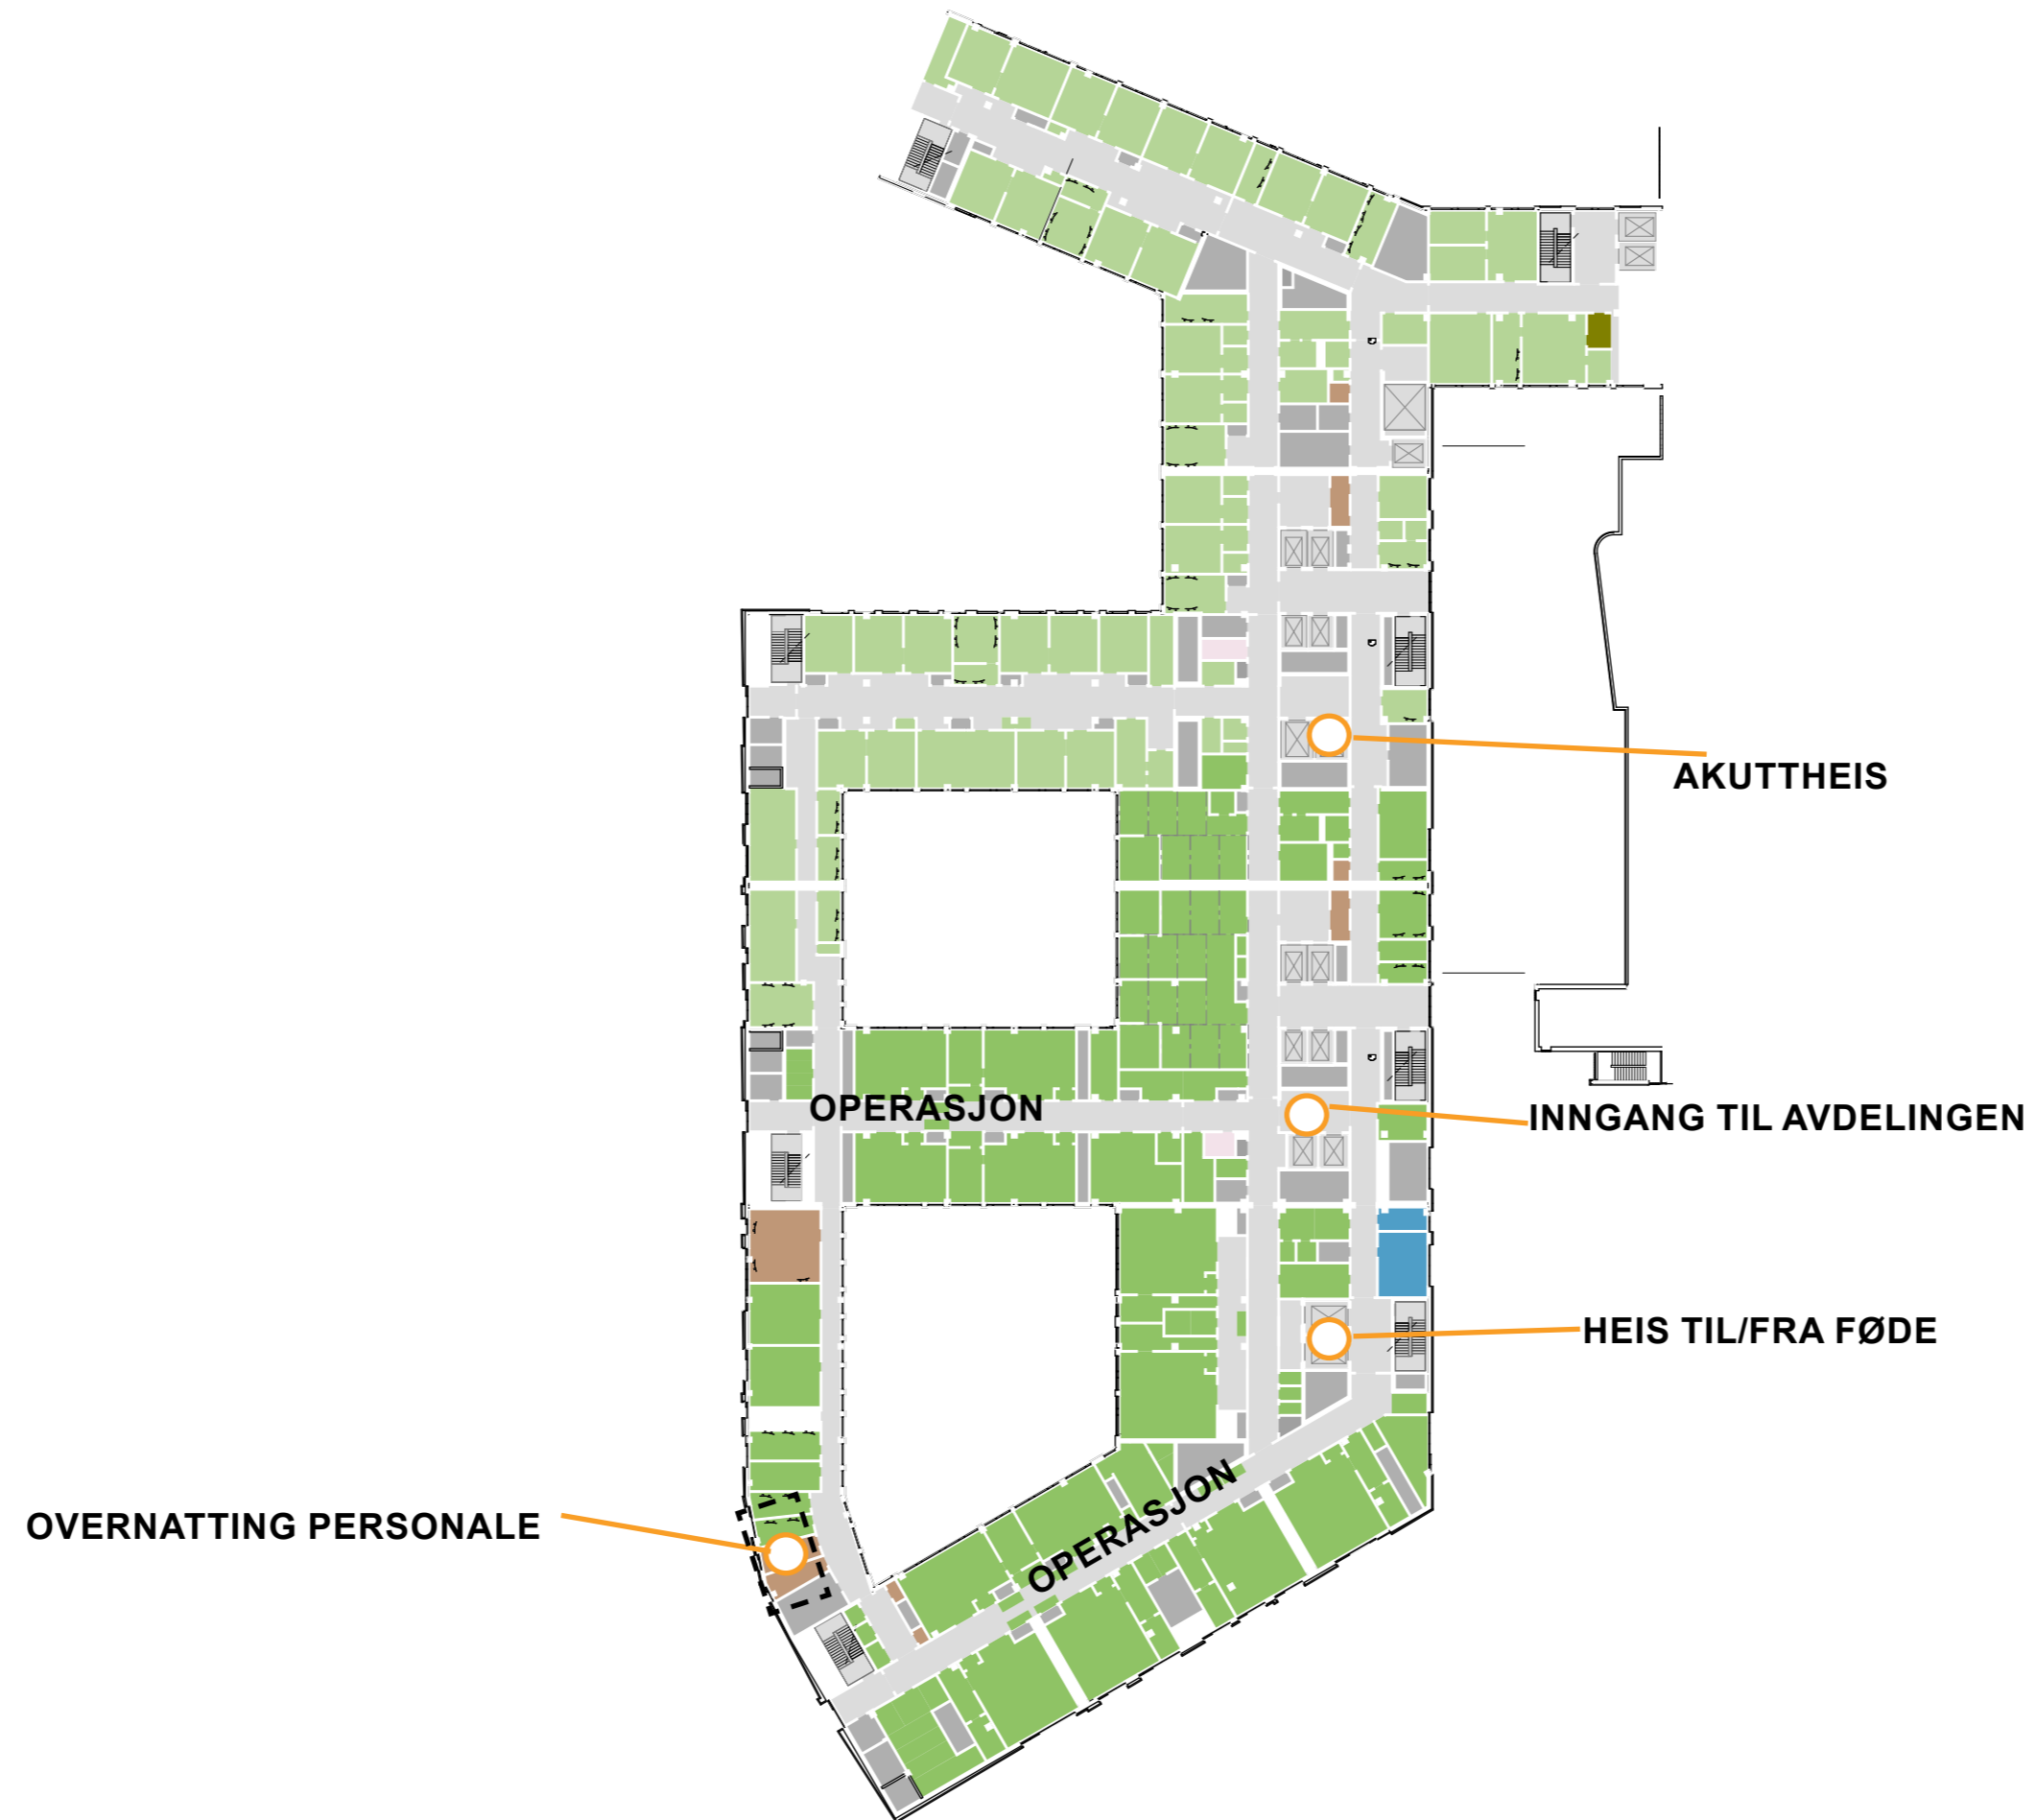 AKUTTHEIS
OPERASJON
INNGANG TIL AVDELINGEN
HEIS TIL/FRA FØDE
OVERNATTING PERSONALE
OPERASJON